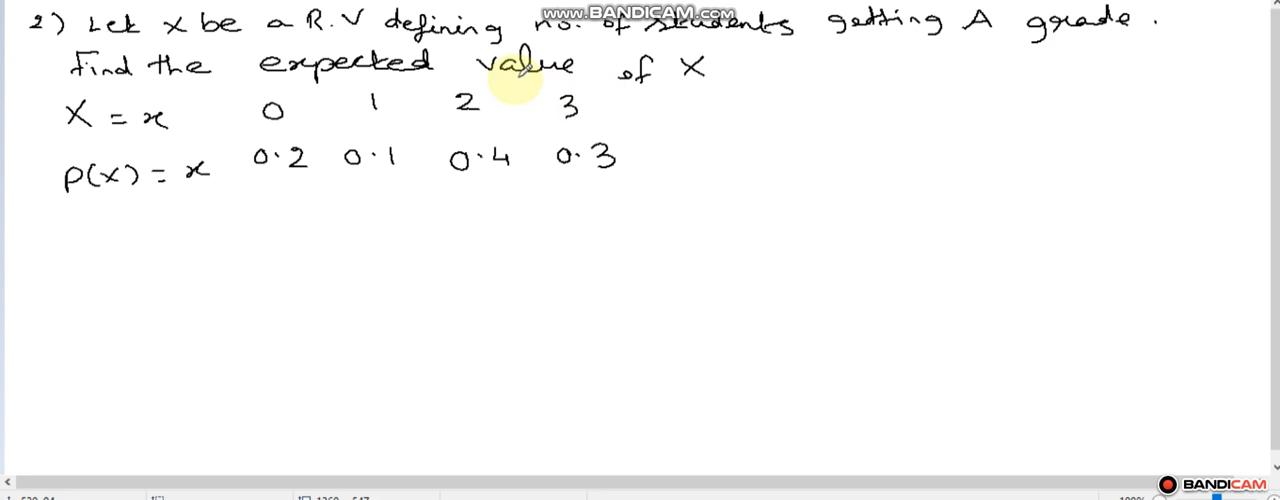 www.BANDICAM.com
2) Let x be a R.V defining no. of students getting A grade.
Find the expected value of X
X = x 0 1 2 3
P(X) = x 0.2 0.1 0.4 0.3
BANDICAM